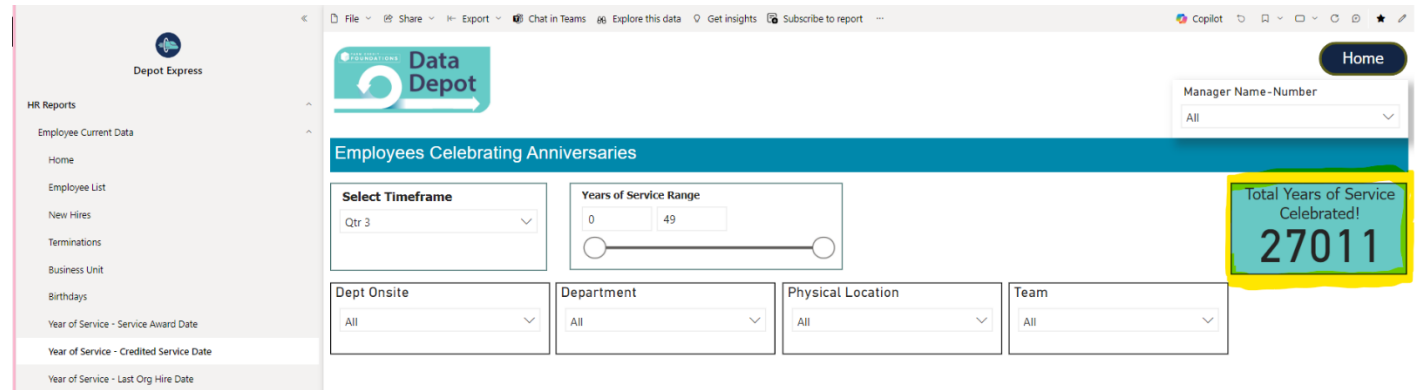 File Share Export Chat in Teams Explore this data Get insights Subscribe to report ... Copilot
Depot Express
HR Reports
Employee Current Data
Home
Employee List
New Hires
Terminations
Business Unit
Birthdays
Year of Service - Service Award Date
Year of Service - Credited Service Date
Year of Service - Last Org Hire Date
FOUNDATIONS
Data
Depot
Home
Manager Name-Number
All
Employees Celebrating Anniversaries
Select Timeframe
Qtr 3
Years of Service Range
0 49
Total Years of Service
Celebrated!
27011
Dept Onsite Department Physical Location Team
All All All All